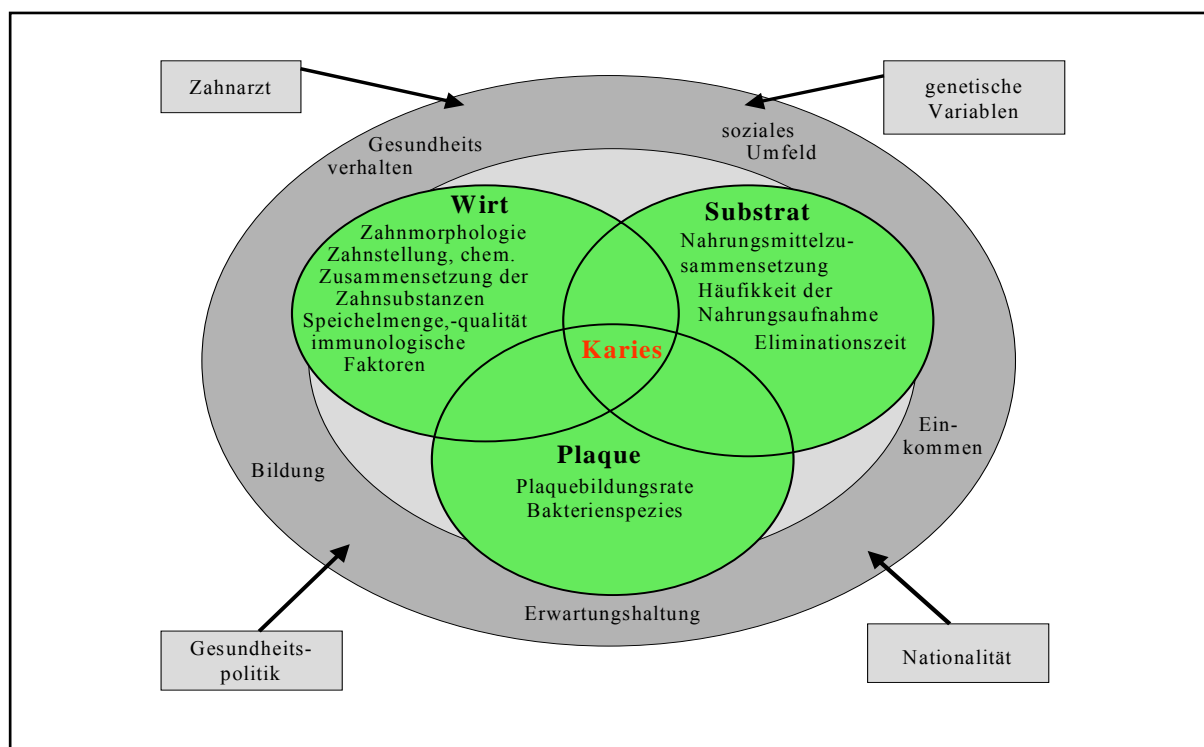 Zahnarzt
genetische
Variablen
Gesundheits
verhalten
soziales
Umfeld
Wirt
Zahnmorphologie
Zahnstellung, chem.
Zusammensetzung der
Zahnsubstanzen
Speichelmenge,-qualität
immunologische
Faktoren
Substrat
Nahrungsmittelzu-
sammensetzung
Häufikkeit der
Nahrungsaufnahme
Eliminationszeit
Karies
Plaque
Plaquebildungsrate
Bakterienspezies
Bildung
Ein-
kommen
Erwartungshaltung
Gesundheits-
politik
Nationalität